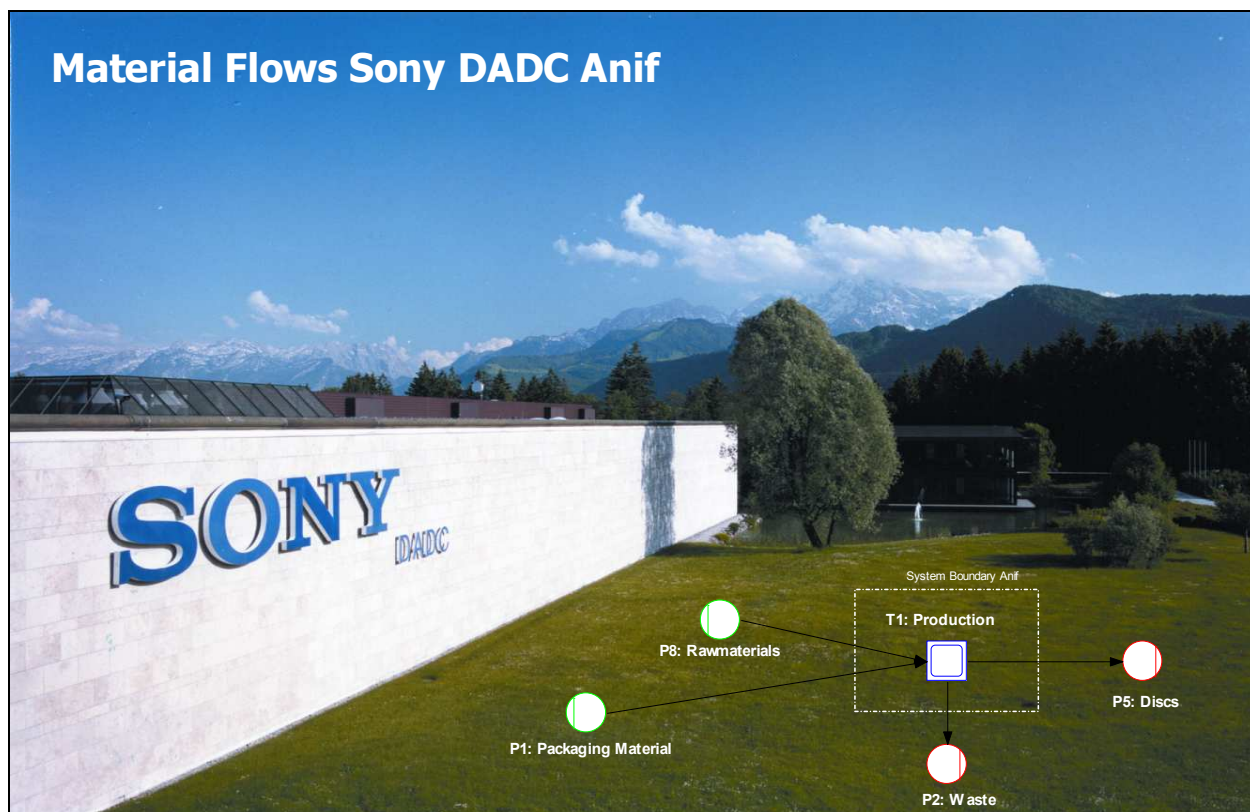 Material Flows Sony DADC Anif
SONY
DADC
System Boundary Anif
T1: Production
P8: Rawmaterials
P5: Discs
P1: Packaging Material
P2: Waste